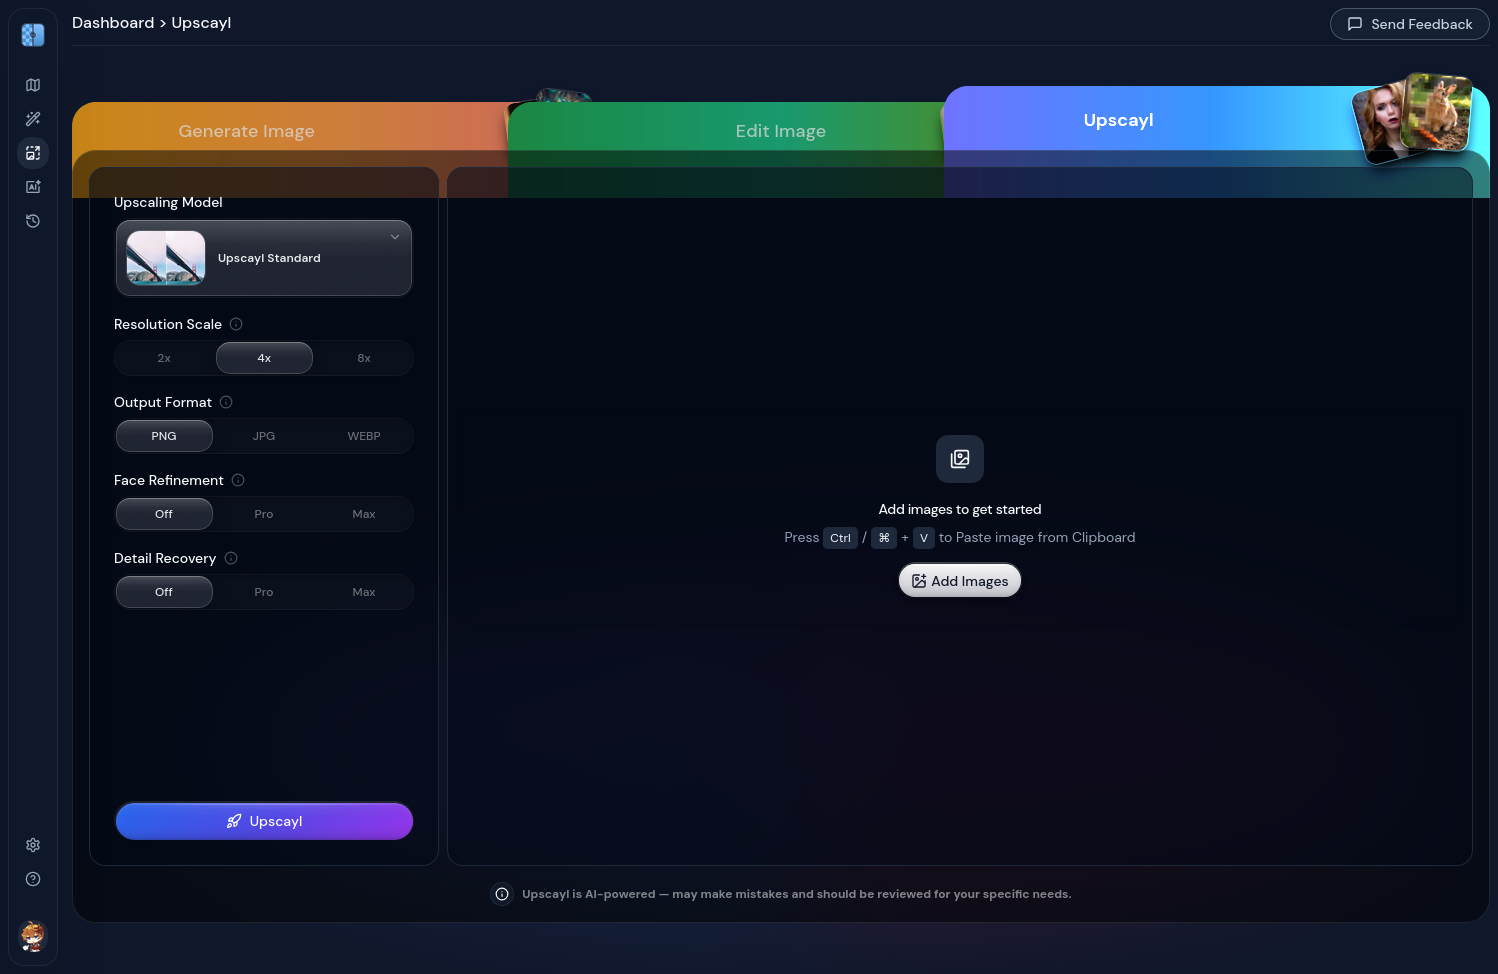 Dashboard > Upscayl
Send Feedback
Generate Image
Edit Image
Upscayl
Upscaling Model
Upscayl Standard
Resolution Scale
2x 4x 8x
Output Format
PNG JPG WEBP
Face Refinement
Off Pro Max
Detail Recovery
Off Pro Max
Upscayl
Add images to get started
Press Ctrl / ⌘ + V to Paste image from Clipboard
Add Images
Upscayl is AI-powered — may make mistakes and should be reviewed for your specific needs.